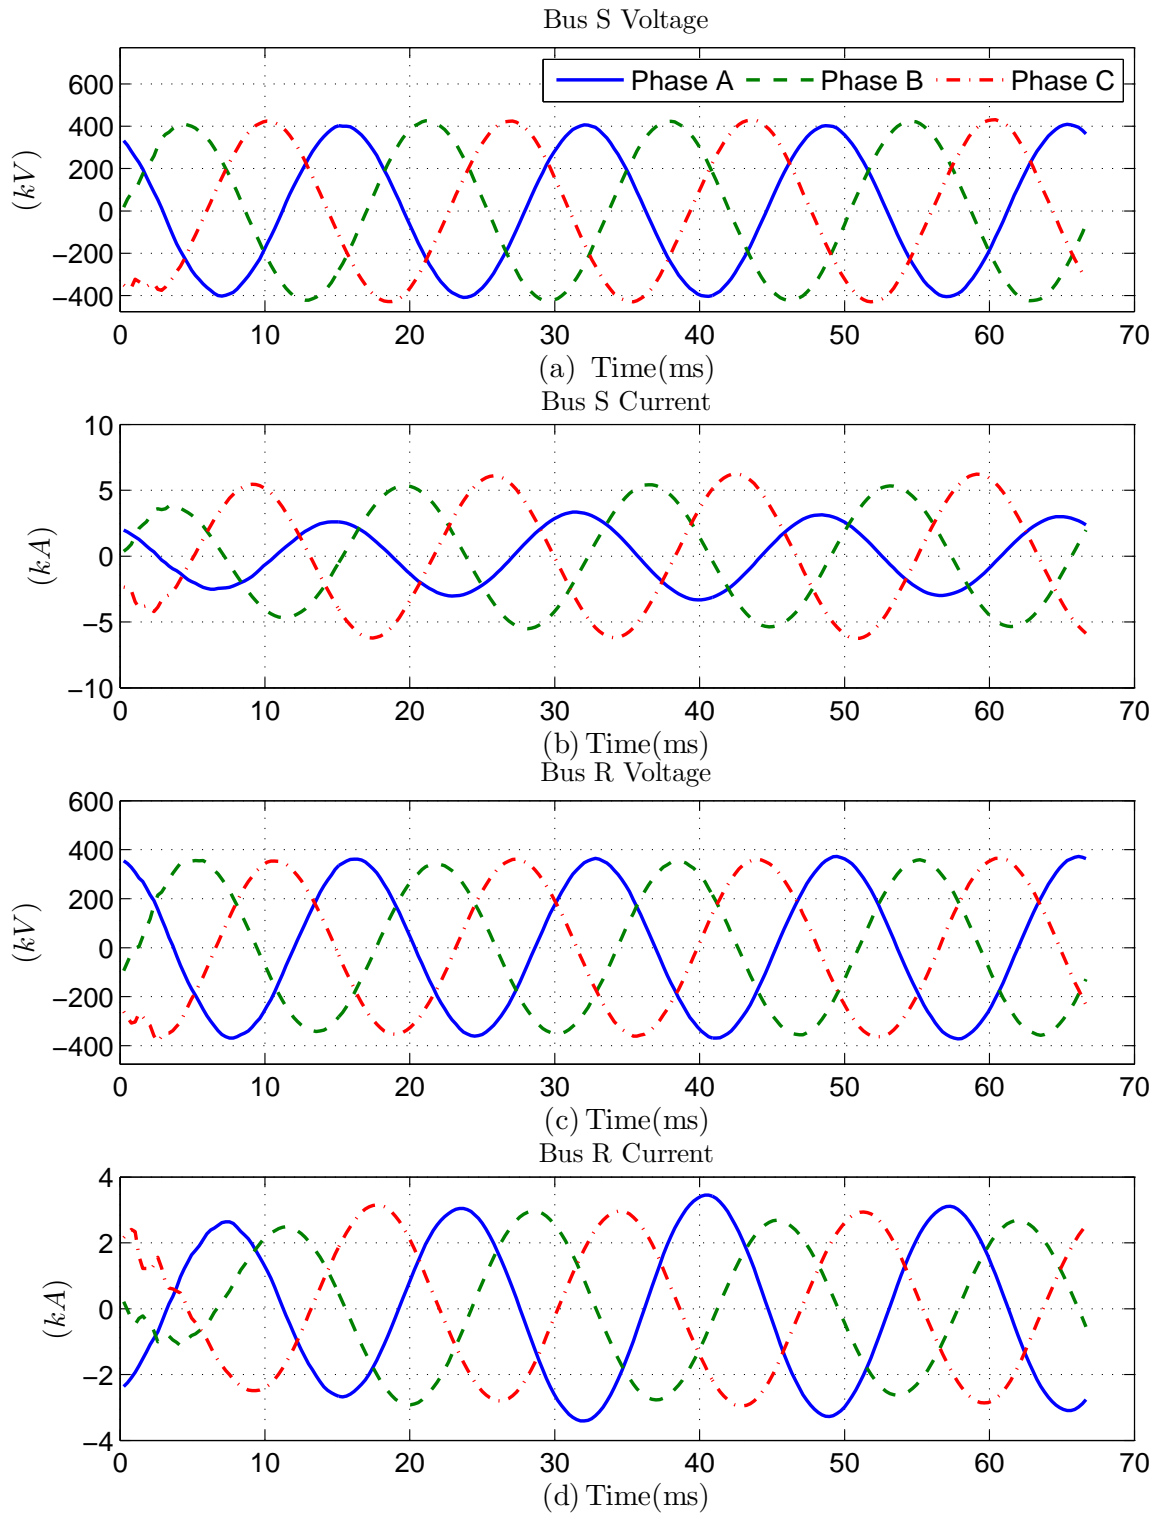 Bus S Voltage
Phase A Phase B Phase C
600
400
200
0
−200
−400
(kV)
0 10 20 30 40 50 60 70
(a) Time(ms)
Bus S Current
10
5
0
−5
−10
(kA)
0 10 20 30 40 50 60 70
(b) Time(ms)
Bus R Voltage
600
400
200
0
−200
−400
(kV)
0 10 20 30 40 50 60 70
(c) Time(ms)
Bus R Current
4
2
0
−2
−4
(kA)
0 10 20 30 40 50 60 70
(d) Time(ms)